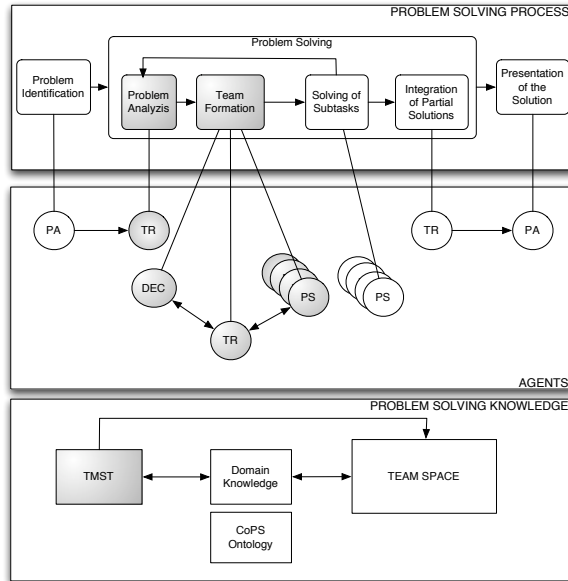 PROBLEM SOLVING PROCESS
Problem Solving
Problem
Identification
Problem
Analyzis
Team
Formation
Solving of
Subtasks
Integration
of Partial
Solutions
Presentation
of the
Solution
PA
TR
TR
PA
DEC
PS
PS
TR
AGENTS
PROBLEM SOLVING KNOWLEDGE
TMST
Domain
Knowledge
TEAM SPACE
CoPS
Ontology